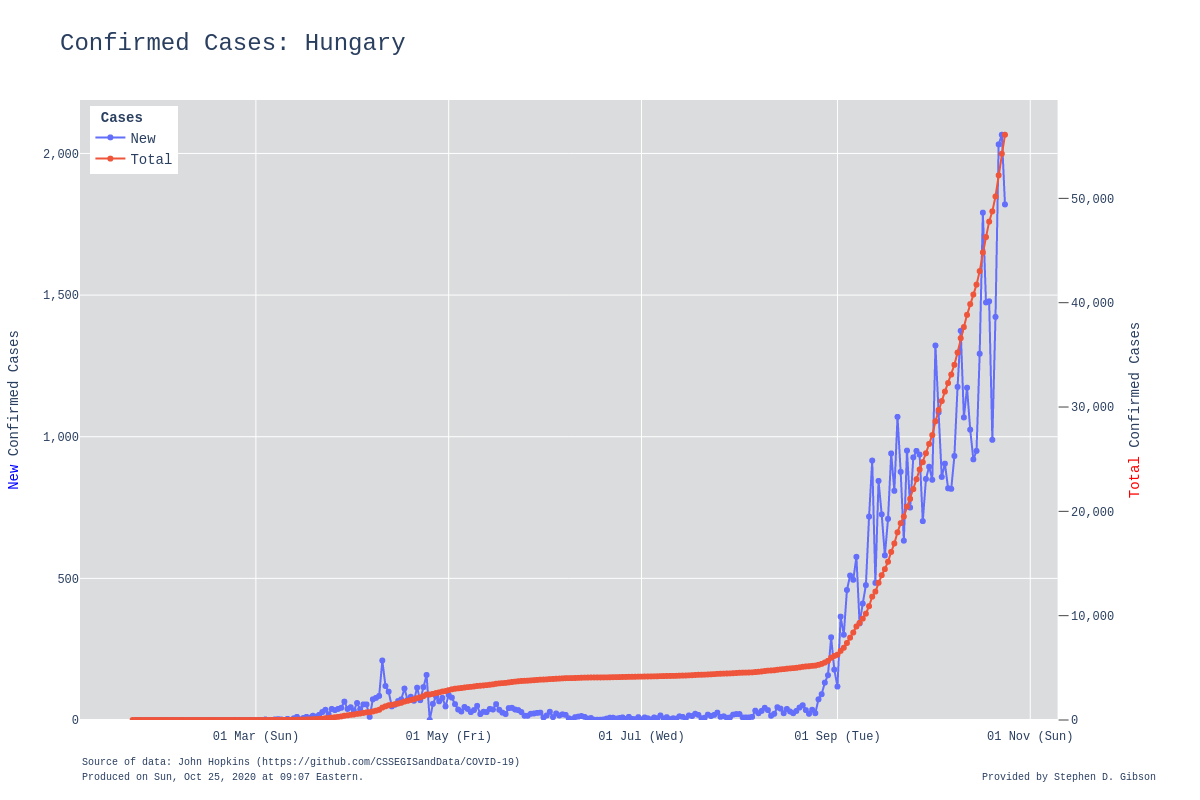 Confirmed Cases: Hungary
Cases
New
Total
2,000
1,500
1,000
500
0
New Confirmed Cases
50,000
40,000
30,000
20,000
10,000
0
Total Confirmed Cases
01 Mar (Sun)
01 May (Fri)
01 Jul (Wed)
01 Sep (Tue)
01 Nov (Sun)
Source of data: John Hopkins (https://github.com/CSSEGISandData/COVID-19)
Produced on Sun, Oct 25, 2020 at 09:07 Eastern.
Provided by Stephen D. Gibson